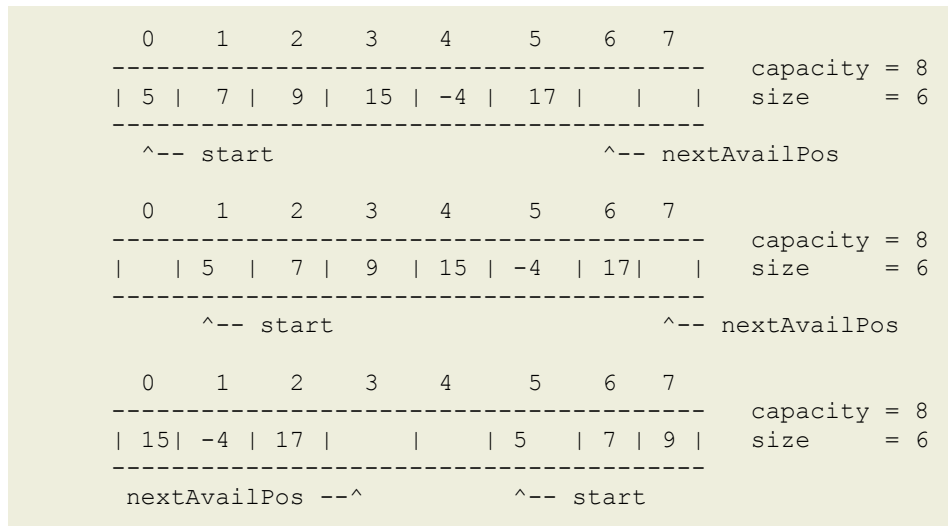 0 1 2 3 4 5 6 7
---------------------------------------- capacity = 8
| 5 | 7 | 9 | 15 | -4 | 17 | | | size = 6
----------------------------------------
^-- start ^-- nextAvailPos
0 1 2 3 4 5 6 7
---------------------------------------- capacity = 8
| | 5 | 7 | 9 | 15 | -4 | 17| | size = 6
----------------------------------------
^-- start ^-- nextAvailPos
0 1 2 3 4 5 6 7
---------------------------------------- capacity = 8
| 15| -4 | 17 | | | 5 | 7 | 9 | size = 6
----------------------------------------
nextAvailPos --^ ^-- start